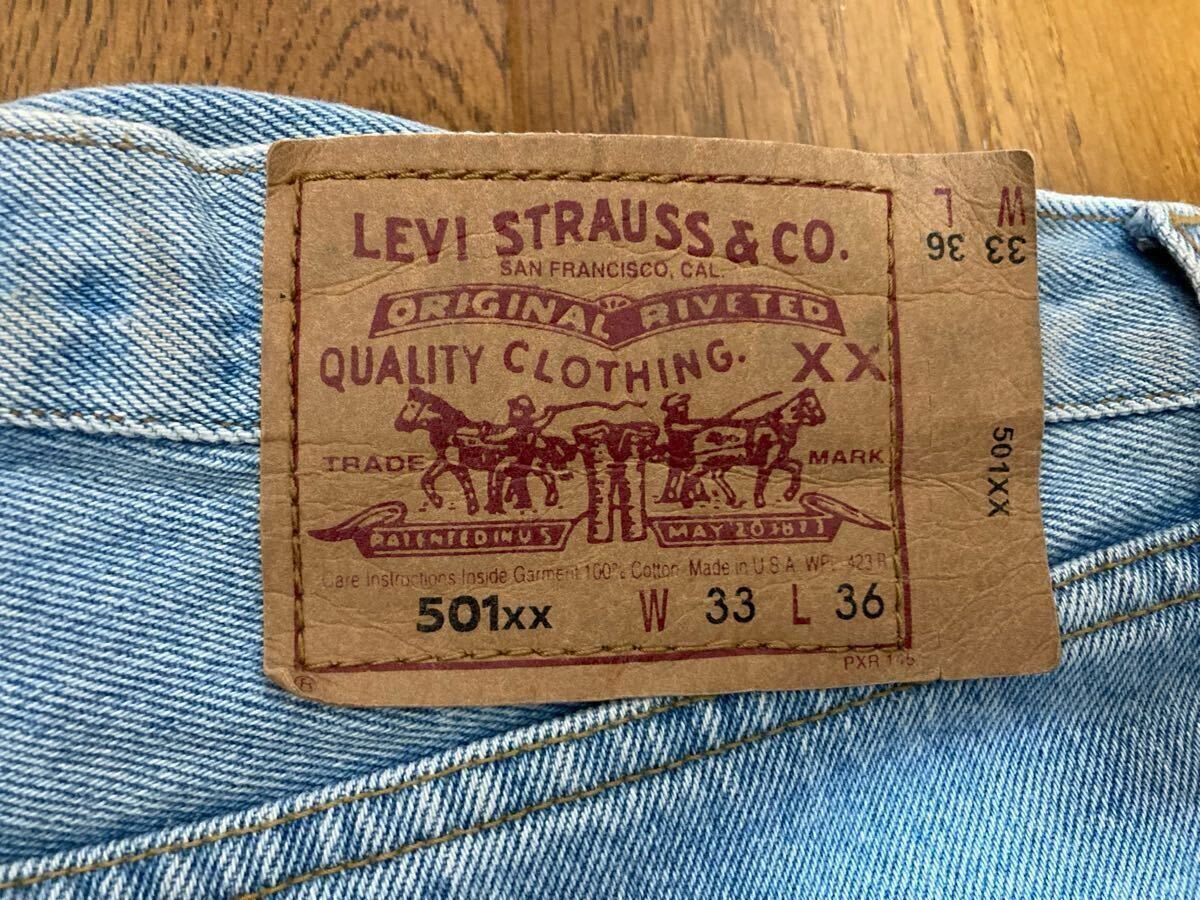 LEVI STRAUSS & CO.
SAN FRANCISCO, CAL.
ORIGINAL RIVETED
QUALITY CLOTHING. XX
TRADE MARK
PATENTED IN U.S MAY 20 1873
Care Instructions Inside Garment 100% Cotton Made in U S A WPL 423 R
501xx W 33 L 36
PXR
®
W L
33 36
501XX